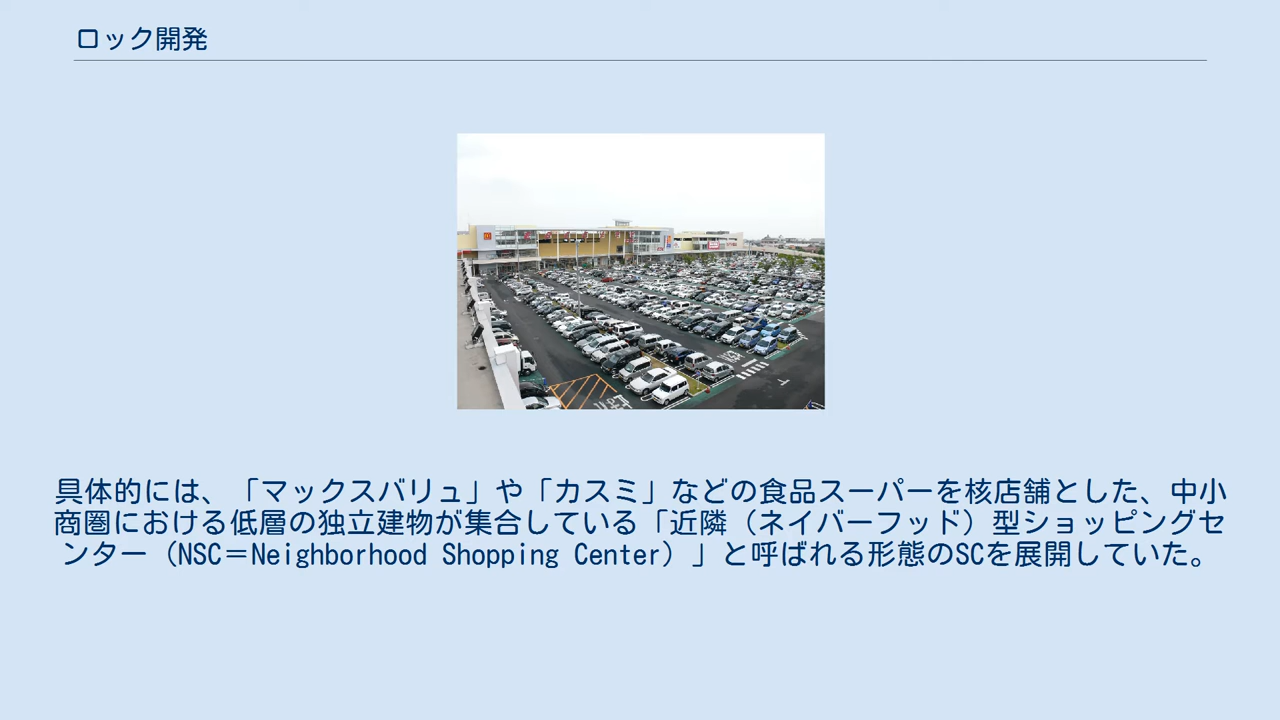 ロック開発
具体的には、「マックスバリュ」や「カスミ」などの食品スーパーを核店舗とした、中小
商圏における低層の独立建物が集合している「近隣（ネイバーフッド）型ショッピングセ
ンター（NSC＝Neighborhood Shopping Center）」と呼ばれる形態のSCを展開していた。